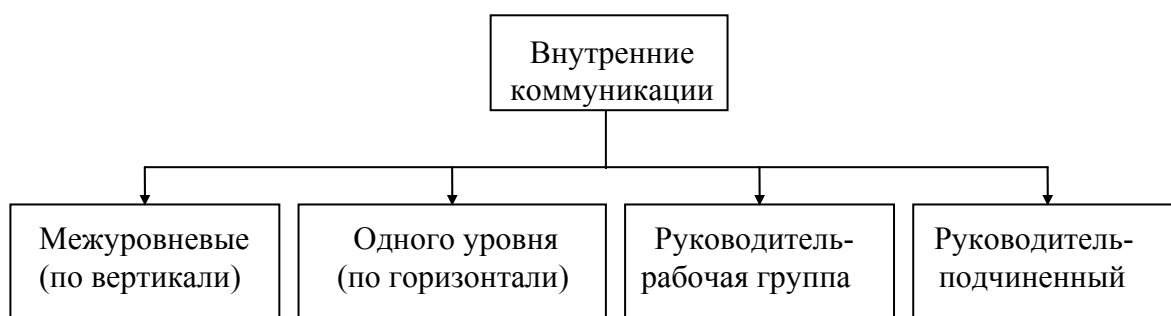 Внутренние
коммуникации
Межуровневые
(по вертикали)
Одного уровня
(по горизонтали)
Руководитель-
рабочая группа
Руководитель-
подчиненный